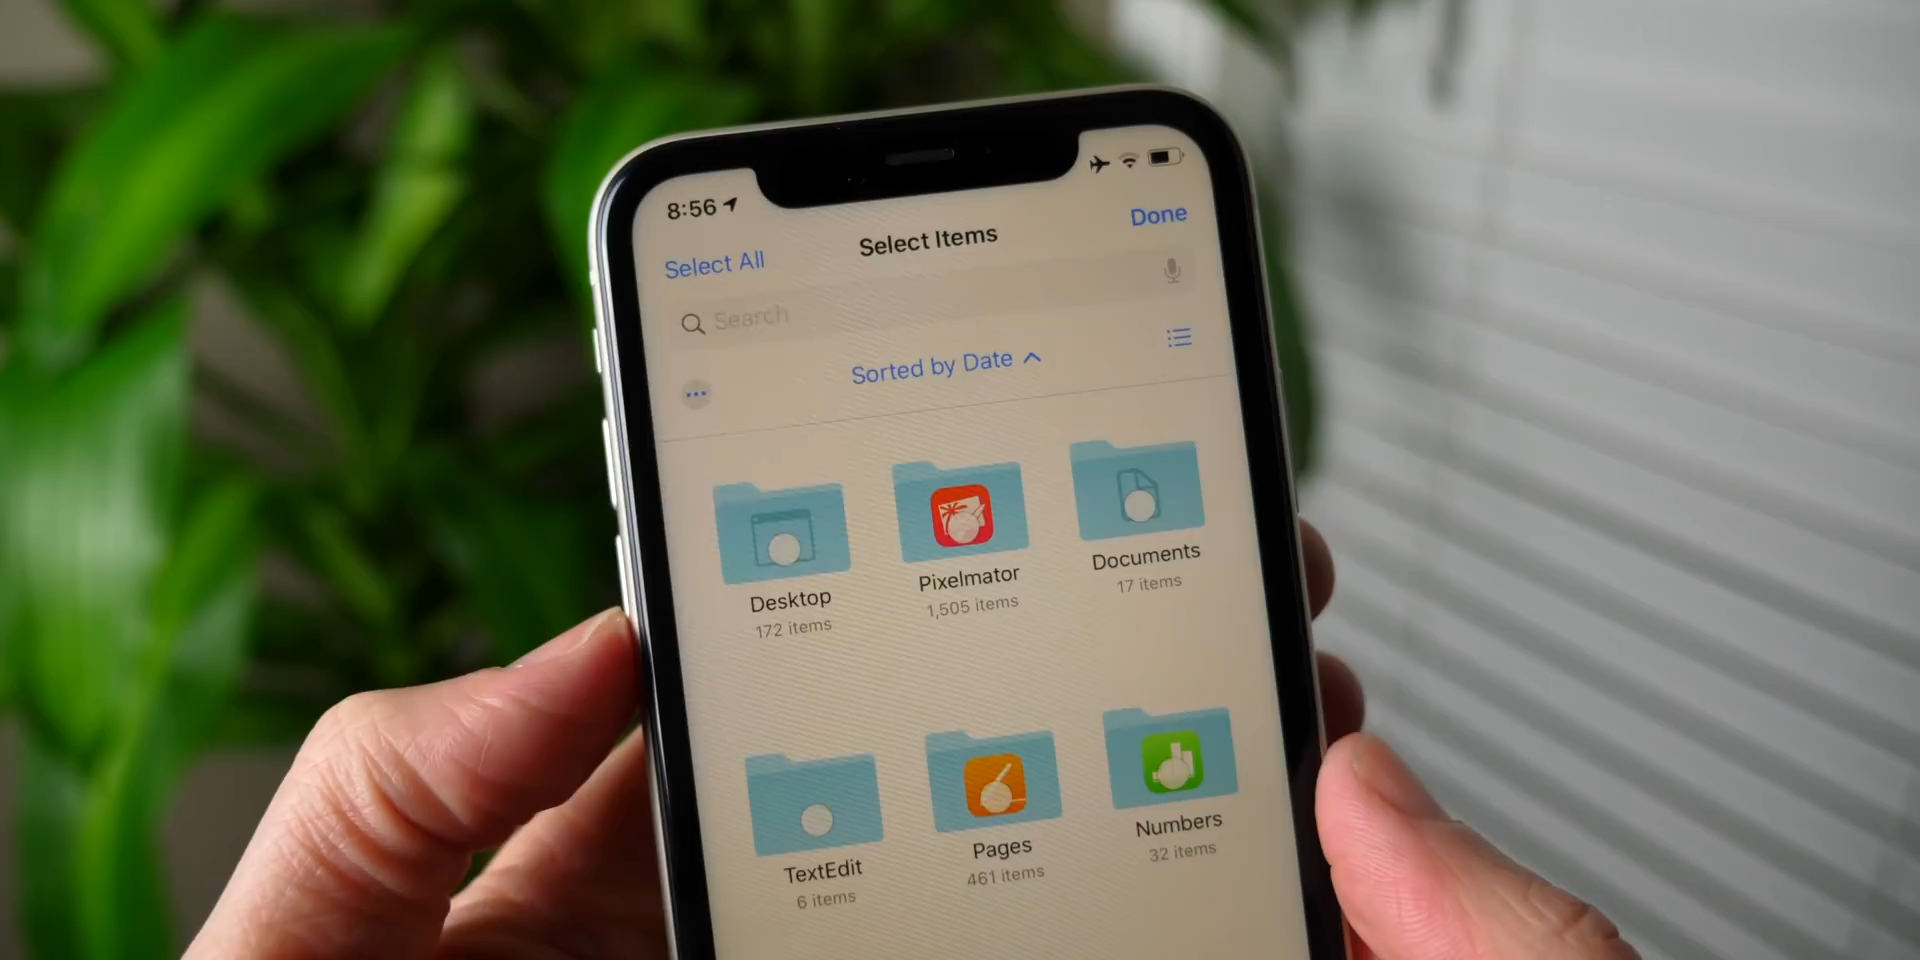 8:56
Select All
Select Items
Done
Search
Sorted by Date
Desktop
172 items
Pixelmator
1,505 items
Documents
17 items
TextEdit
6 items
Pages
461 items
Numbers
32 items